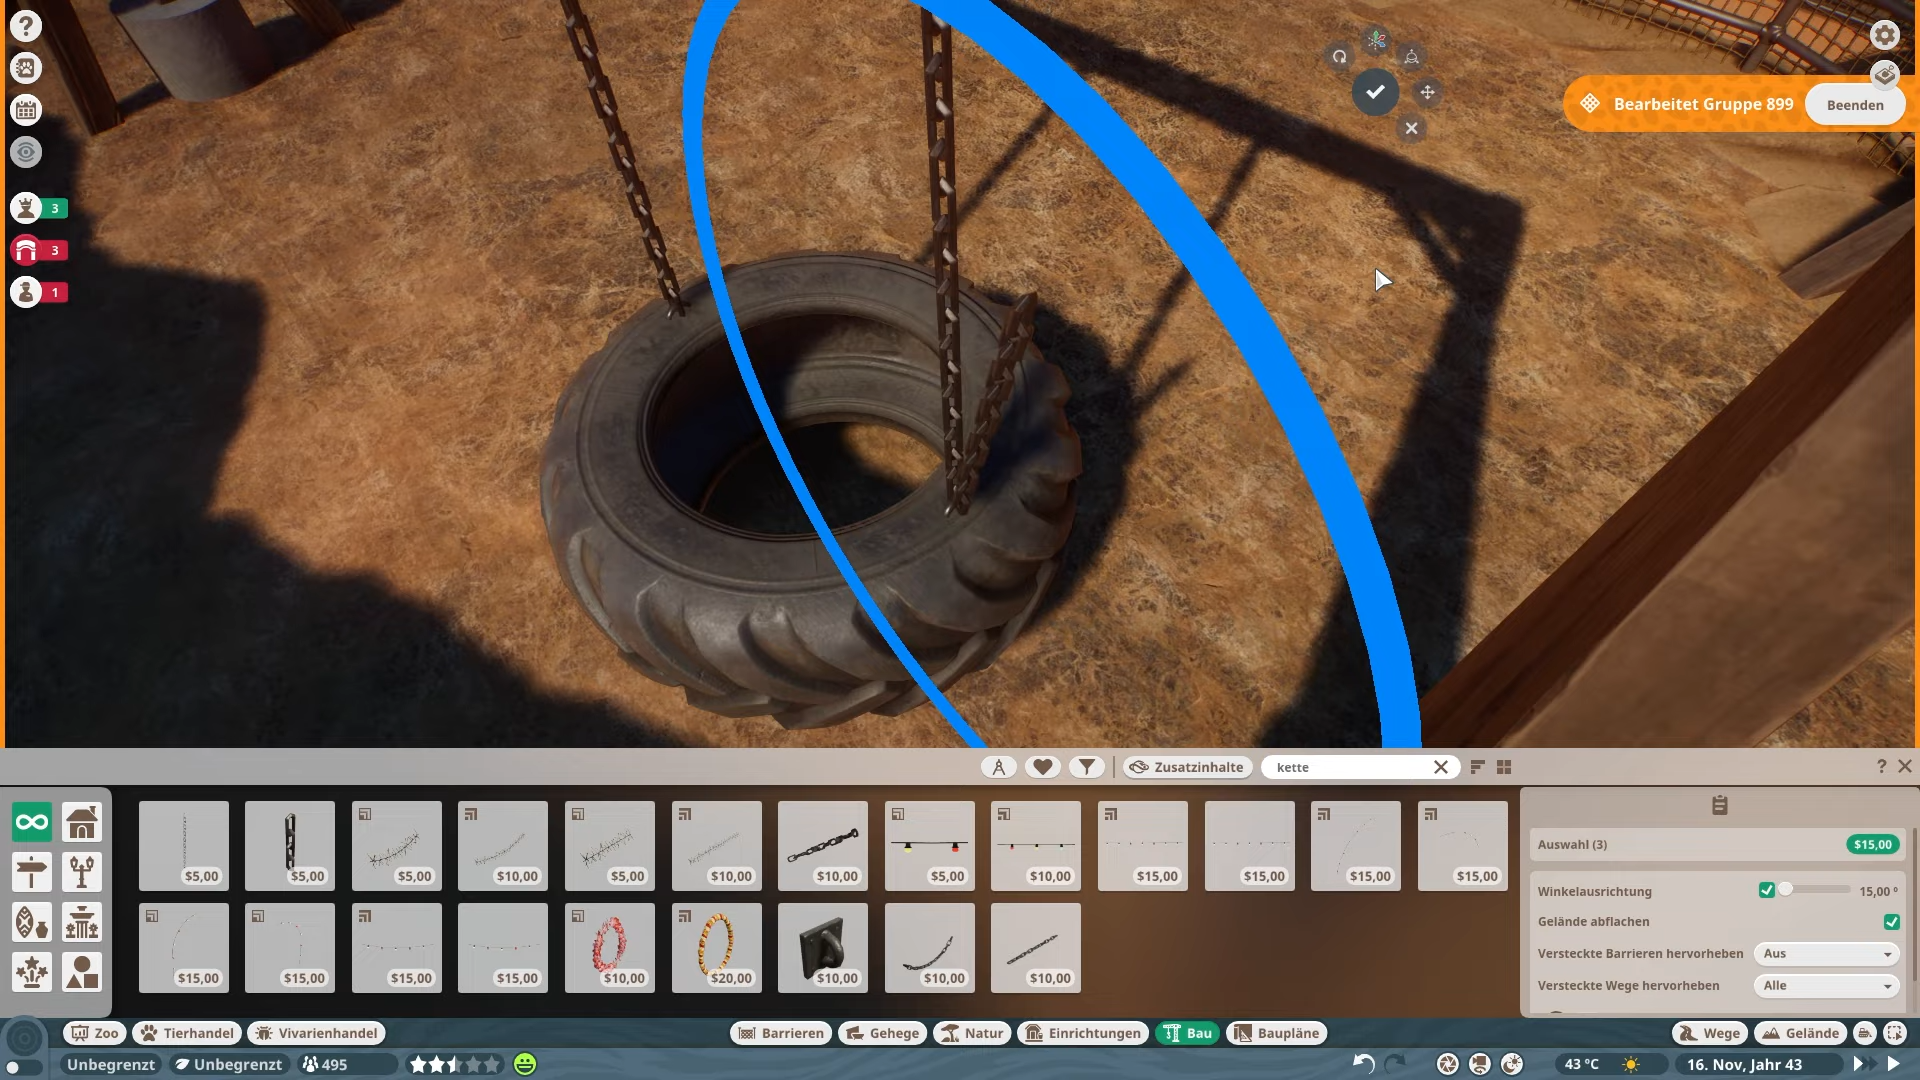 Bearbeitet Gruppe 899
Beenden
3
3
1
Zusatzinhalte
kette
$5,00
$5,00
$5,00
$10,00
$5,00
$10,00
$10,00
$5,00
$10,00
$15,00
$15,00
$15,00
$15,00
$15,00
$15,00
$15,00
$15,00
$10,00
$20,00
$10,00
$10,00
$10,00
Auswahl (3)
$15,00
Winkelausrichtung
15,00 °
Gelände abflachen
Versteckte Barrieren hervorheben
Aus
Versteckte Wege hervorheben
Alle
Zoo
Tierhandel
Vivarienhandel
Barrieren
Gehege
Natur
Einrichtungen
Bau
Baupläne
Wege
Gelände
Unbegrenzt
Unbegrenzt
495
43 °C
16. Nov, Jahr 43